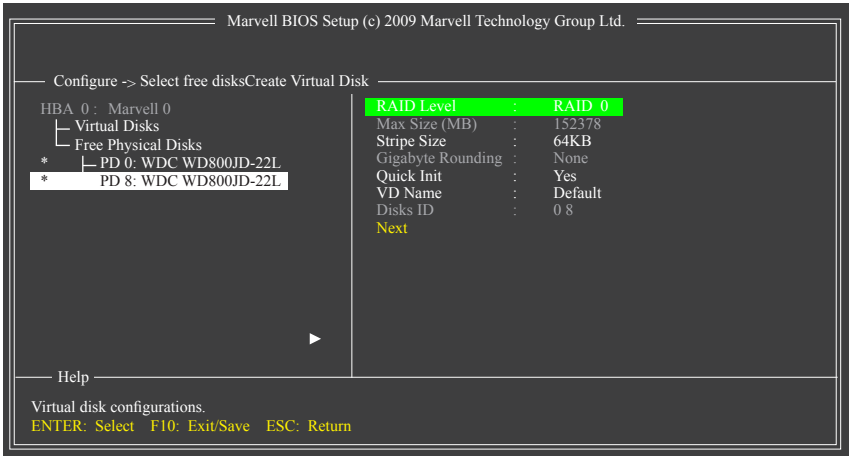 Marvell BIOS Setup (c) 2009 Marvell Technology Group Ltd.
Configure -> Select free disksCreate Virtual Disk
HBA 0 : Marvell 0
Virtual Disks
Free Physical Disks
* PD 0: WDC WD800JD-22L
* PD 8: WDC WD800JD-22L
RAID Level : RAID 0
Max Size (MB) : 152378
Stripe Size : 64KB
Gigabyte Rounding : None
Quick Init : Yes
VD Name : Default
Disks ID : 0 8
Next
Help
Virtual disk configurations.
ENTER: Select F10: Exit/Save ESC: Return